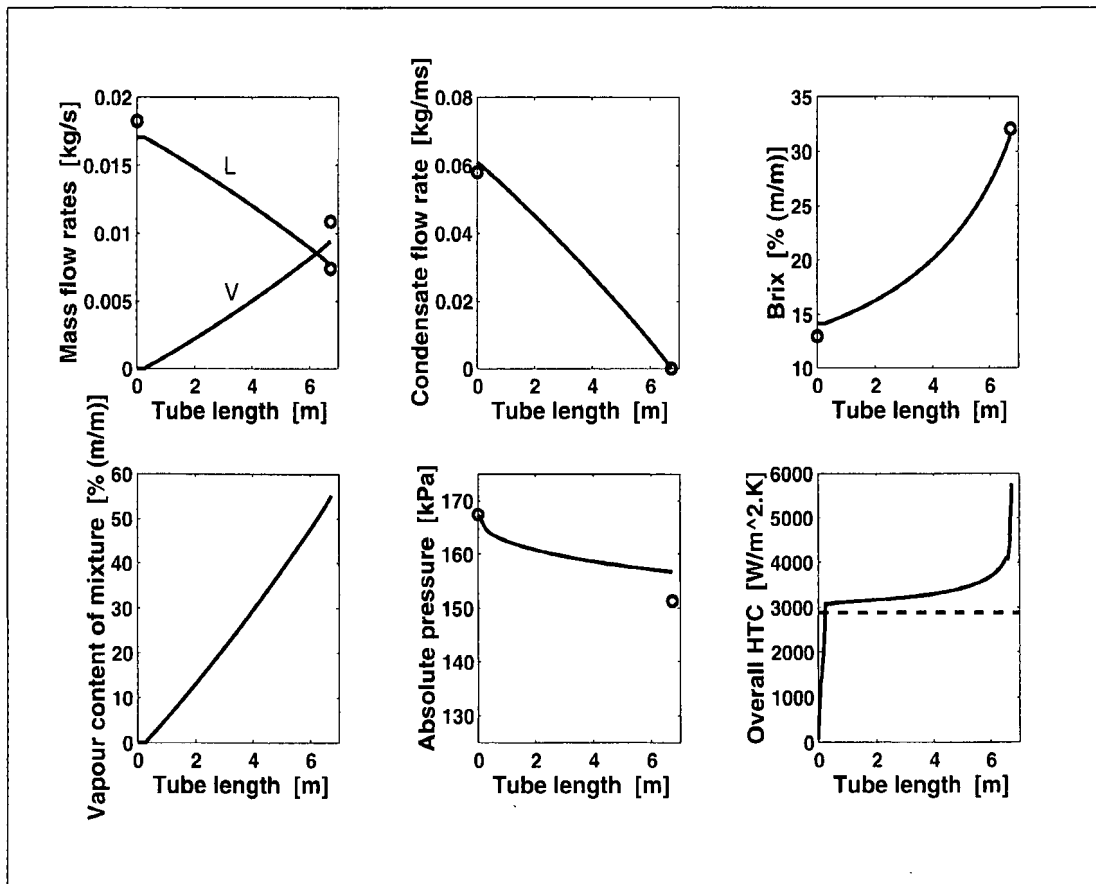 Mass flow rates [kg/s]
0.02
0.015
0.01
0.005
0
L
V
0 2 4 6
Tube length [m]
Condensate flow rate [kg/ms]
0.08
0.06
0.04
0.02
0
0 2 4 6
Tube length [m]
Brix [% (m/m)]
35
30
25
20
15
10
0 2 4 6
Tube length [m]
Vapour content of mixture [% (m/m)]
60
50
40
30
20
10
0
0 2 4 6
Tube length [m]
Absolute pressure [kPa]
170
160
150
140
130
0 2 4 6
Tube length [m]
Overall HTC [W/m^2.K]
6000
5000
4000
3000
2000
1000
0
0 2 4 6
Tube length [m]